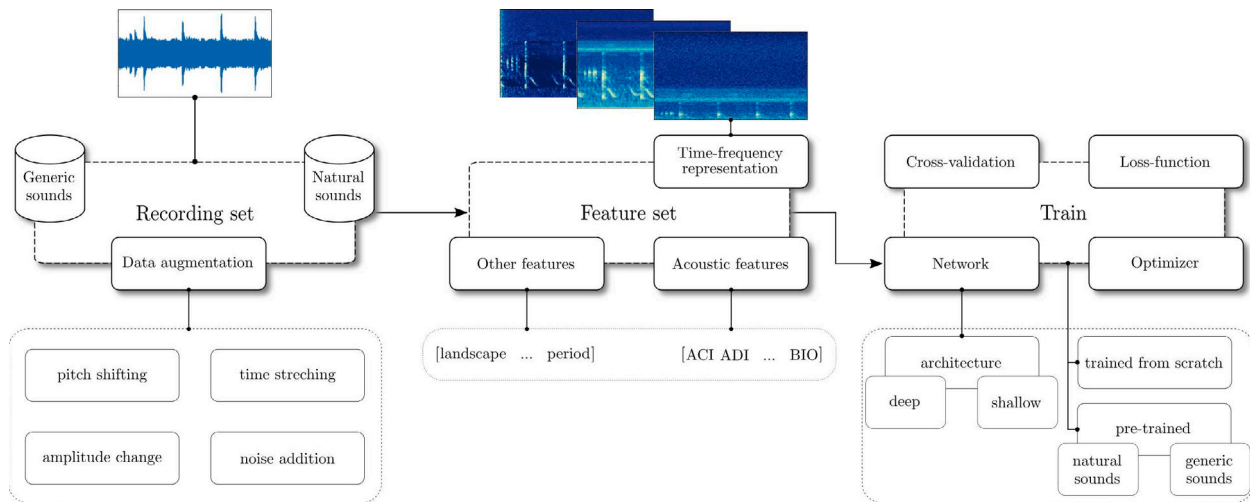 Generic
sounds
Natural
sounds
Recording set
Data augmentation
pitch shifting
time streching
amplitude change
noise addition
Time-frequency
representation
Feature set
Other features
Acoustic features
[landscape ... period]
[ACI ADI ... BIO]
Cross-validation
Loss-function
Train
Network
Optimizer
architecture
deep
shallow
trained from scratch
pre-trained
natural
sounds
generic
sounds